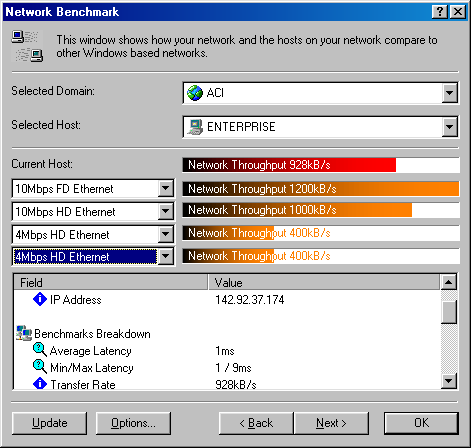 Network Benchmark
This window shows how your network and the hosts on your network compare to
other Windows based networks.
Selected Domain: ACI
Selected Host: ENTERPRISE
Current Host: Network Throughput 928kB/s
10Mbps FD Ethernet Network Throughput 1200kB/s
10Mbps HD Ethernet Network Throughput 1000kB/s
4Mbps HD Ethernet Network Throughput 400kB/s
4Mbps HD Ethernet Network Throughput 400kB/s
Field Value
IP Address 142.92.37.174
Benchmarks Breakdown
Average Latency 1ms
Min/Max Latency 1 / 9ms
Transfer Rate 928kB/s
Update Options... < Back Next > OK